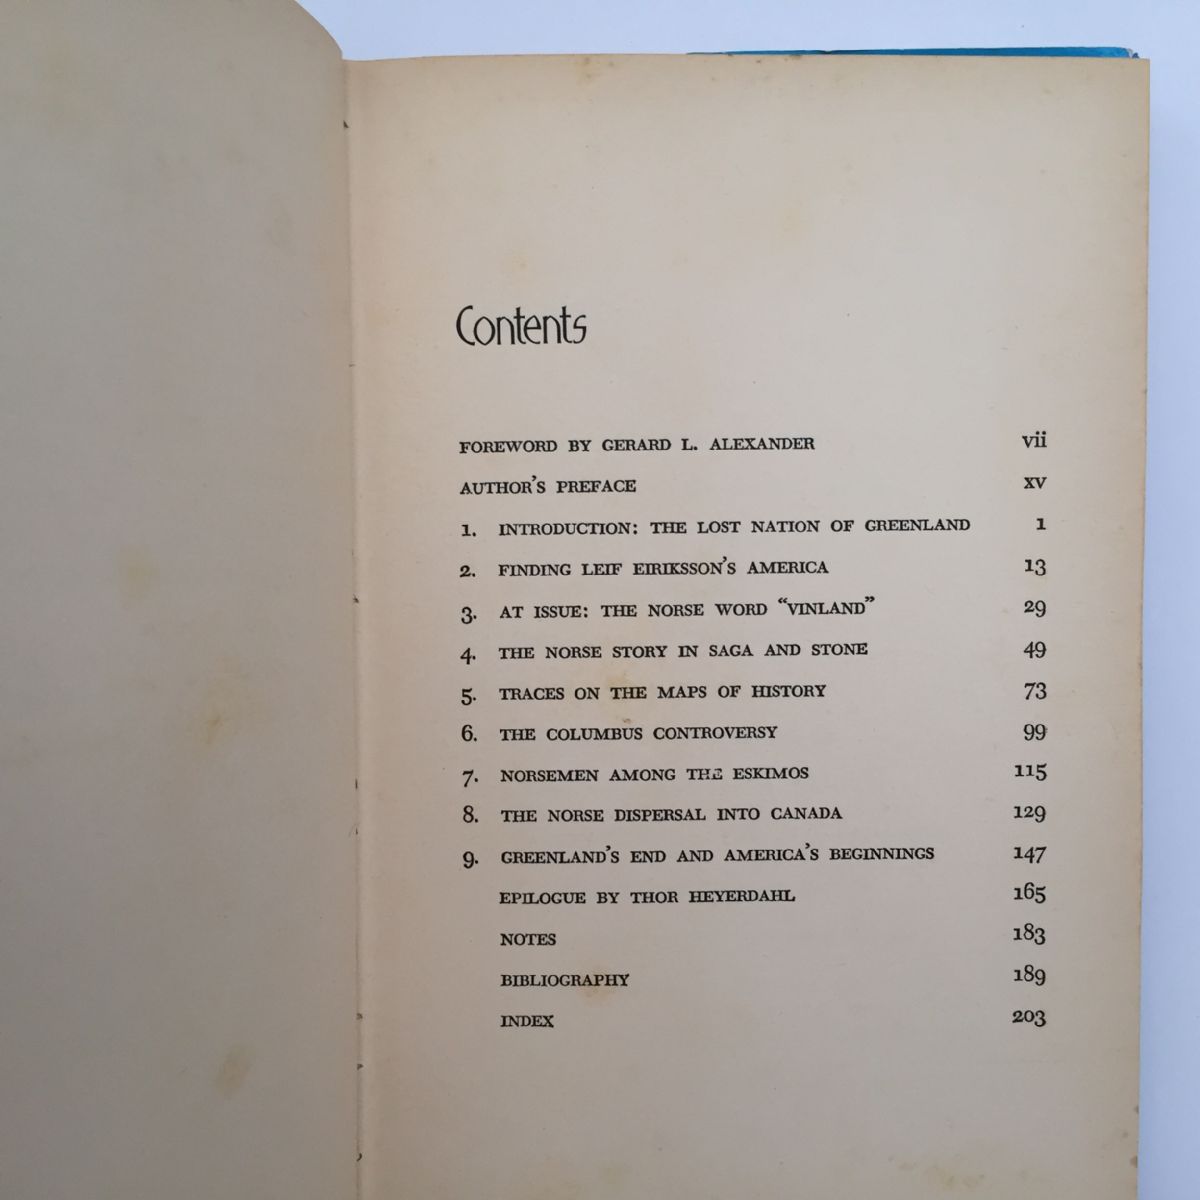 Contents
FOREWORD BY GERARD L. ALEXANDER vii
AUTHOR'S PREFACE xv
1. INTRODUCTION: THE LOST NATION OF GREENLAND 1
2. FINDING LEIF EIRIKSSON'S AMERICA 13
3. AT ISSUE: THE NORSE WORD “VINLAND” 29
4. THE NORSE STORY IN SAGA AND STONE 49
5. TRACES ON THE MAPS OF HISTORY 73
6. THE COLUMBUS CONTROVERSY 99
7. NORSEMEN AMONG THE ESKIMOS 115
8. THE NORSE DISPERSAL INTO CANADA 129
9. GREENLAND'S END AND AMERICA'S BEGINNINGS 147
EPILOGUE BY THOR HEYERDAHL 165
NOTES 183
BIBLIOGRAPHY 189
INDEX 203